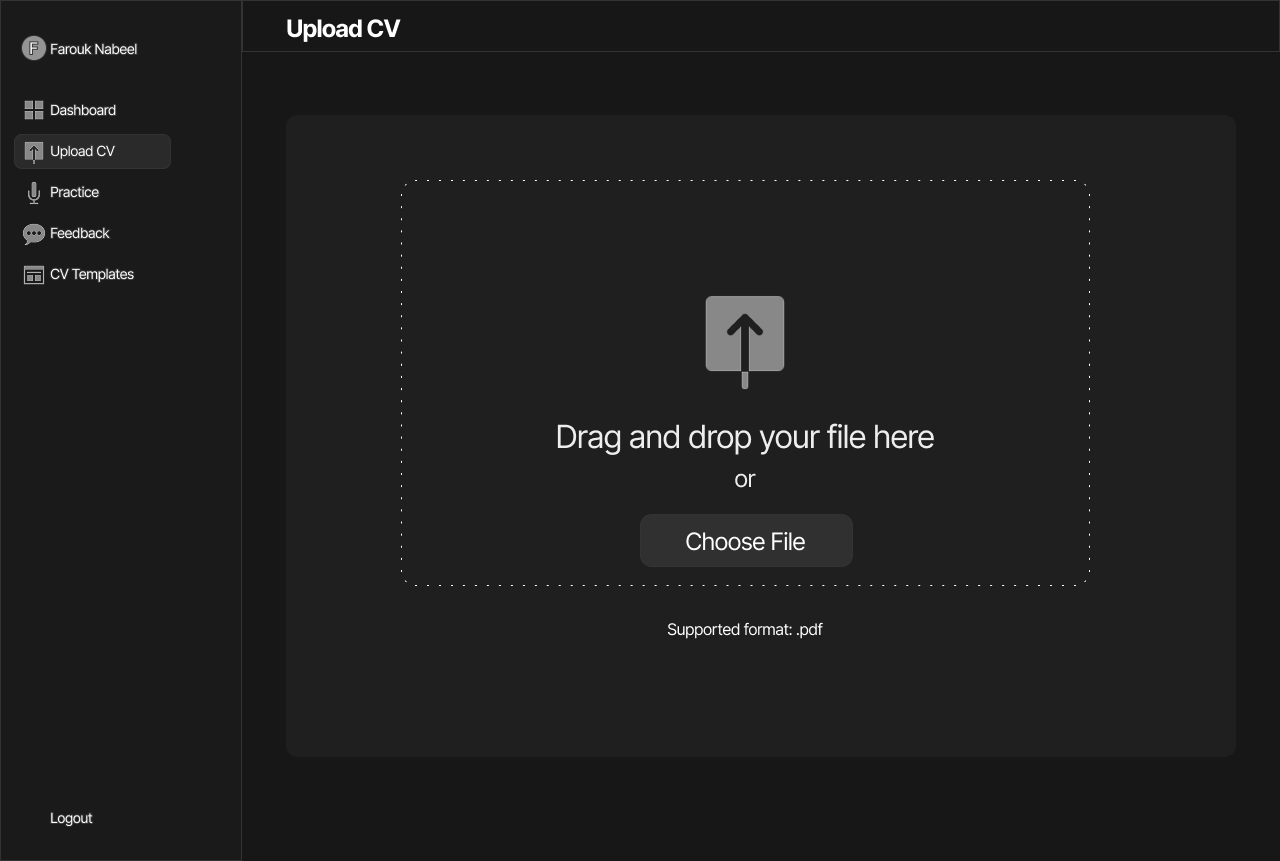 Upload CV
F Farouk Nabeel
Dashboard
Upload CV
Practice
Feedback
CV Templates
Drag and drop your file here
or
Choose File
Supported format: .pdf
Logout